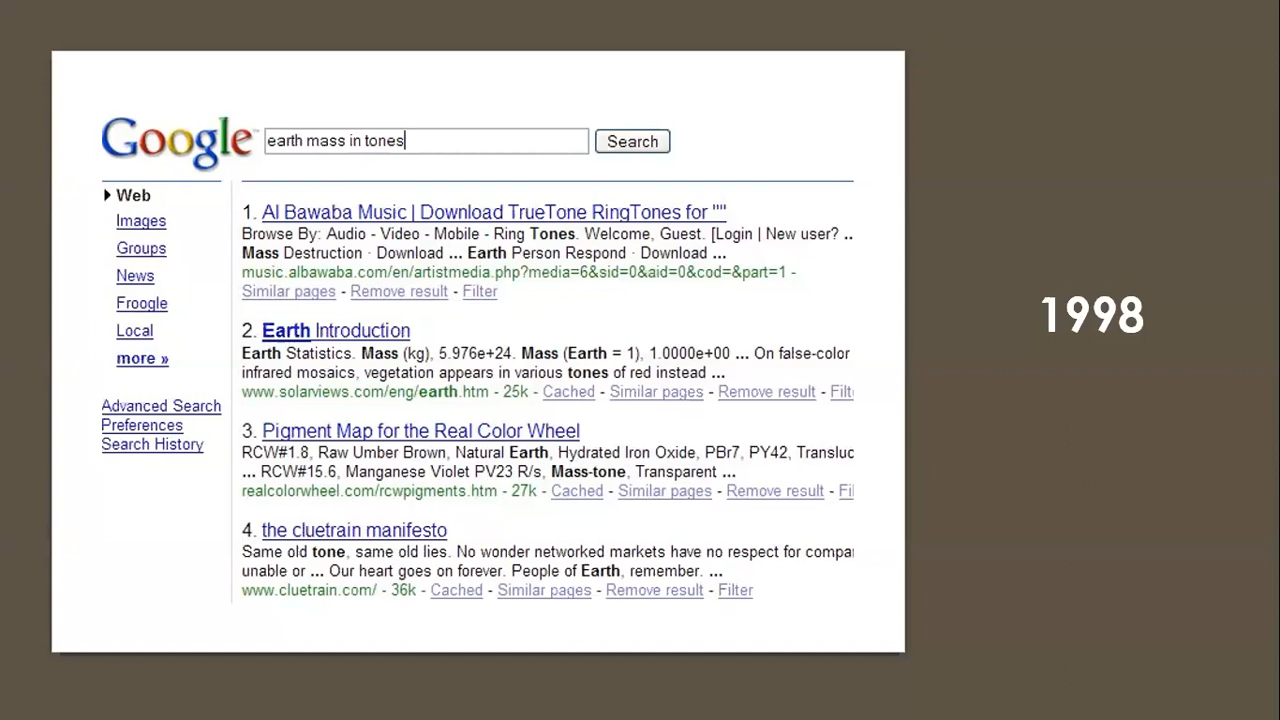 Google™ earth mass in tones Search
Web
Images
Groups
News
Froogle
Local
more »
Advanced Search
Preferences
Search History
1. Al Bawaba Music | Download TrueTone RingTones for ""
Browse By: Audio - Video - Mobile - Ring Tones. Welcome, Guest. [Login | New user? ..
Mass Destruction · Download ... Earth Person Respond · Download ...
music.albawaba.com/en/artistmedia.php?media=6&sid=0&aid=0&cod=&part=1 -
Similar pages - Remove result - Filter
2. Earth Introduction
Earth Statistics. Mass (kg), 5.976e+24. Mass (Earth = 1), 1.0000e+00 ... On false-color
infrared mosaics, vegetation appears in various tones of red instead ...
www.solarviews.com/eng/earth.htm - 25k - Cached - Similar pages - Remove result - Filt
3. Pigment Map for the Real Color Wheel
RCW#1.8, Raw Umber Brown, Natural Earth, Hydrated Iron Oxide, PBr7, PY42, Transluc
... RCW#15.6, Manganese Violet PV23 R/s, Mass-tone, Transparent ...
realcolorwheel.com/rcwpigments.htm - 27k - Cached - Similar pages - Remove result - Fil
4. the cluetrain manifesto
Same old tone, same old lies. No wonder networked markets have no respect for compa
unable or ... Our heart goes on forever. People of Earth, remember. ...
www.cluetrain.com/ - 36k - Cached - Similar pages - Remove result - Filter
1998